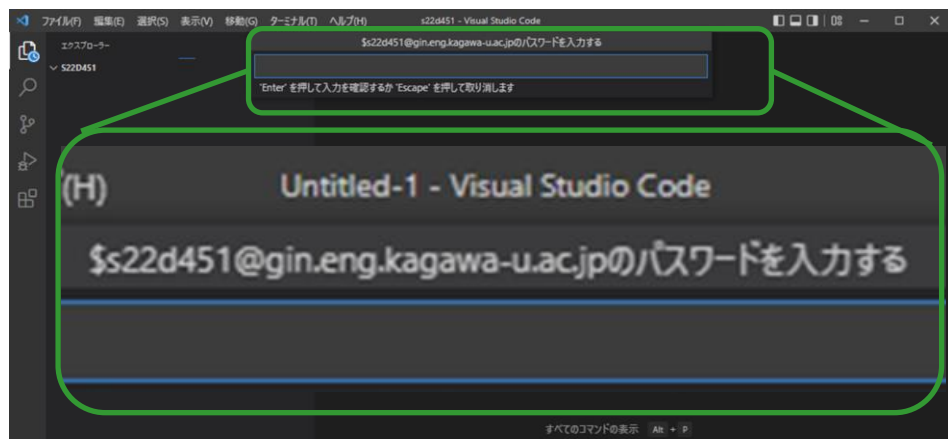 ファイル(F) 編集(E) 選択(S) 表示(V) 移動(G) ターミナル(T) ヘルプ(H) s22d451 - Visual Studio Code
エクスプローラー
S22D451
$s22d451@gin.eng.kagawa-u.ac.jpのパスワードを入力する
'Enter' を押して入力を確認するか 'Escape' を押して取り消します
(H) Untitled-1 - Visual Studio Code
$s22d451@gin.eng.kagawa-u.ac.jpのパスワードを入力する
すべてのコマンドの表示 Alt + P